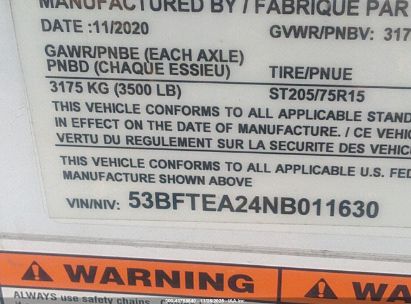 MANUFACTURED BY / FABRIQUE PAR
DATE :11/2020 GVWR/PNBV: 317
GAWR/PNBE (EACH AXLE)
PNBD (CHAQUE ESSIEU) TIRE/PNUE
3175 KG (3500 LB) ST205/75R15
THIS VEHICLE CONFORMS TO ALL APPLICABLE STAND
IN EFFECT ON THE DATE OF MANUFACTURE. / CE VEHIC
VERTU DU REGULEMENT SUR LA SECURITE DES VEHIC
THIS VEHICLE CONFORMS TO ALL APPLICABLE U.S. FED
MANUFACTURE SHOWN ABOVE
VIN/NIV: 53BFTEA24NB011630
WARNING WA
ALWAYS use safety chains.